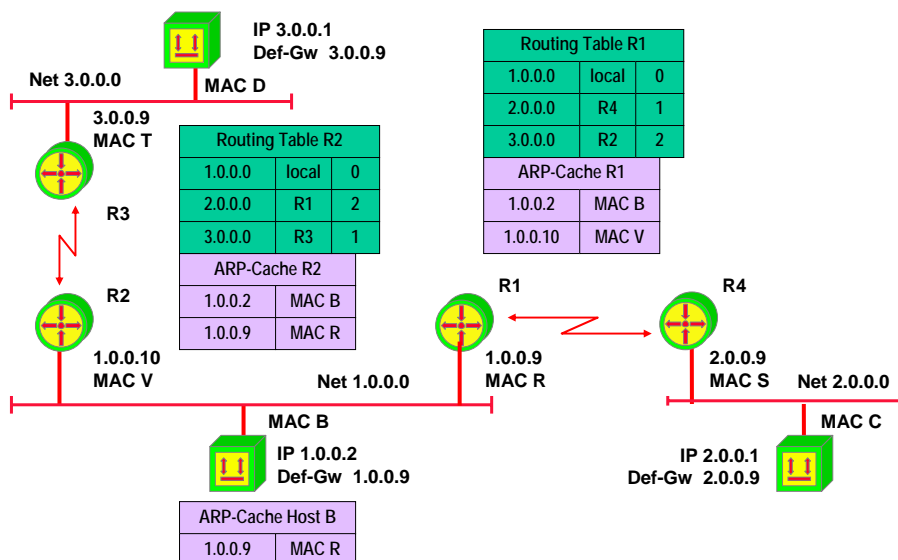 IP 3.0.0.1
Def-Gw 3.0.0.9
Net 3.0.0.0
MAC D
3.0.0.9
MAC T
R3
Routing Table R2
1.0.0.0 local 0
2.0.0.0 R1 2
3.0.0.0 R3 1
ARP-Cache R2
1.0.0.2 MAC B
1.0.0.9 MAC R
Routing Table R1
1.0.0.0 local 0
2.0.0.0 R4 1
3.0.0.0 R2 2
ARP-Cache R1
1.0.0.2 MAC B
1.0.0.10 MAC V
R2
1.0.0.10
MAC V
R1
1.0.0.9
MAC R
R4
2.0.0.9
MAC S
Net 1.0.0.0
Net 2.0.0.0
MAC B
IP 1.0.0.2
Def-Gw 1.0.0.9
MAC C
IP 2.0.0.1
Def-Gw 2.0.0.9
ARP-Cache Host B
1.0.0.9 MAC R